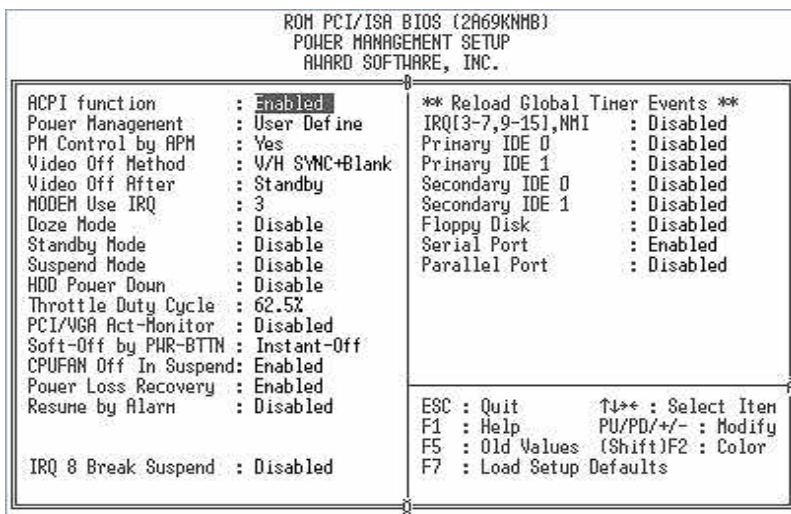 ROM PCI/ISA BIOS (2A69KNMB)
POWER MANAGEMENT SETUP
AWARD SOFTWARE, INC.
ACPI function : Enabled
Power Management : User Define
PM Control by APM : Yes
Video Off Method : V/H SYNC+Blank
Video Off After : Standby
MODEM Use IRQ : 3
Doze Mode : Disable
Standby Mode : Disable
Suspend Mode : Disable
HDD Power Down : Disable
Throttle Duty Cycle : 62.5%
PCI/VGA Act-Monitor : Disabled
Soft-Off by PWR-BTTN : Instant-Off
CPUFAN Off In Suspend: Enabled
Power Loss Recovery : Enabled
Resume by Alarm : Disabled
IRQ 8 Break Suspend : Disabled
** Reload Global Timer Events **
IRQ[3-7,9-15],NMI : Disabled
Primary IDE 0 : Disabled
Primary IDE 1 : Disabled
Secondary IDE 0 : Disabled
Secondary IDE 1 : Disabled
Floppy Disk : Disabled
Serial Port : Enabled
Parallel Port : Disabled
ESC : Quit ↑↓→← : Select Item
F1 : Help PU/PD/+/- : Modify
F5 : Old Values (Shift)F2 : Color
F7 : Load Setup Defaults